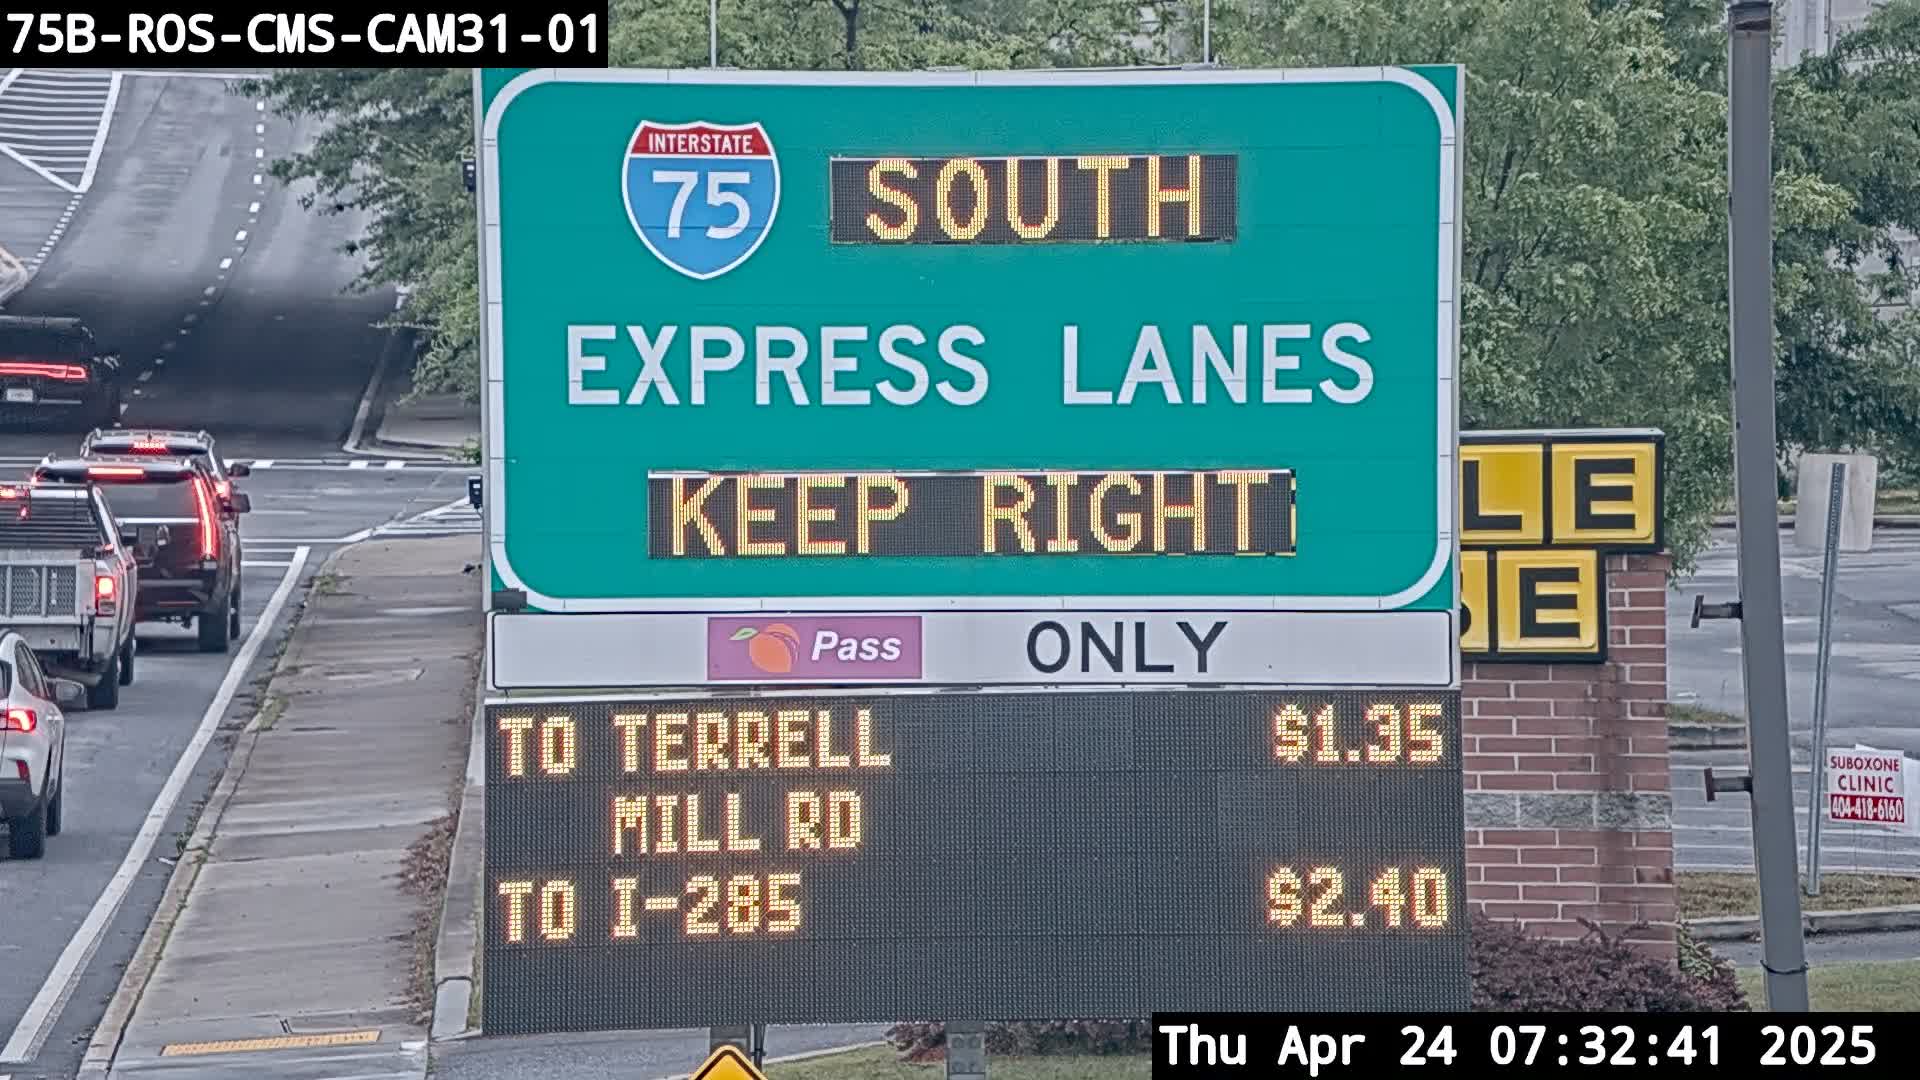 75B-ROS-CMS-CAM31-01
INTERSTATE
75
SOUTH
EXPRESS LANES
KEEP RIGHT
Pass ONLY
TO TERRELL $1.35
MILL RD
TO I-285 $2.40
LE
E
SUBOXONE
CLINIC
404-418-6160
Thu Apr 24 07:32:41 2025